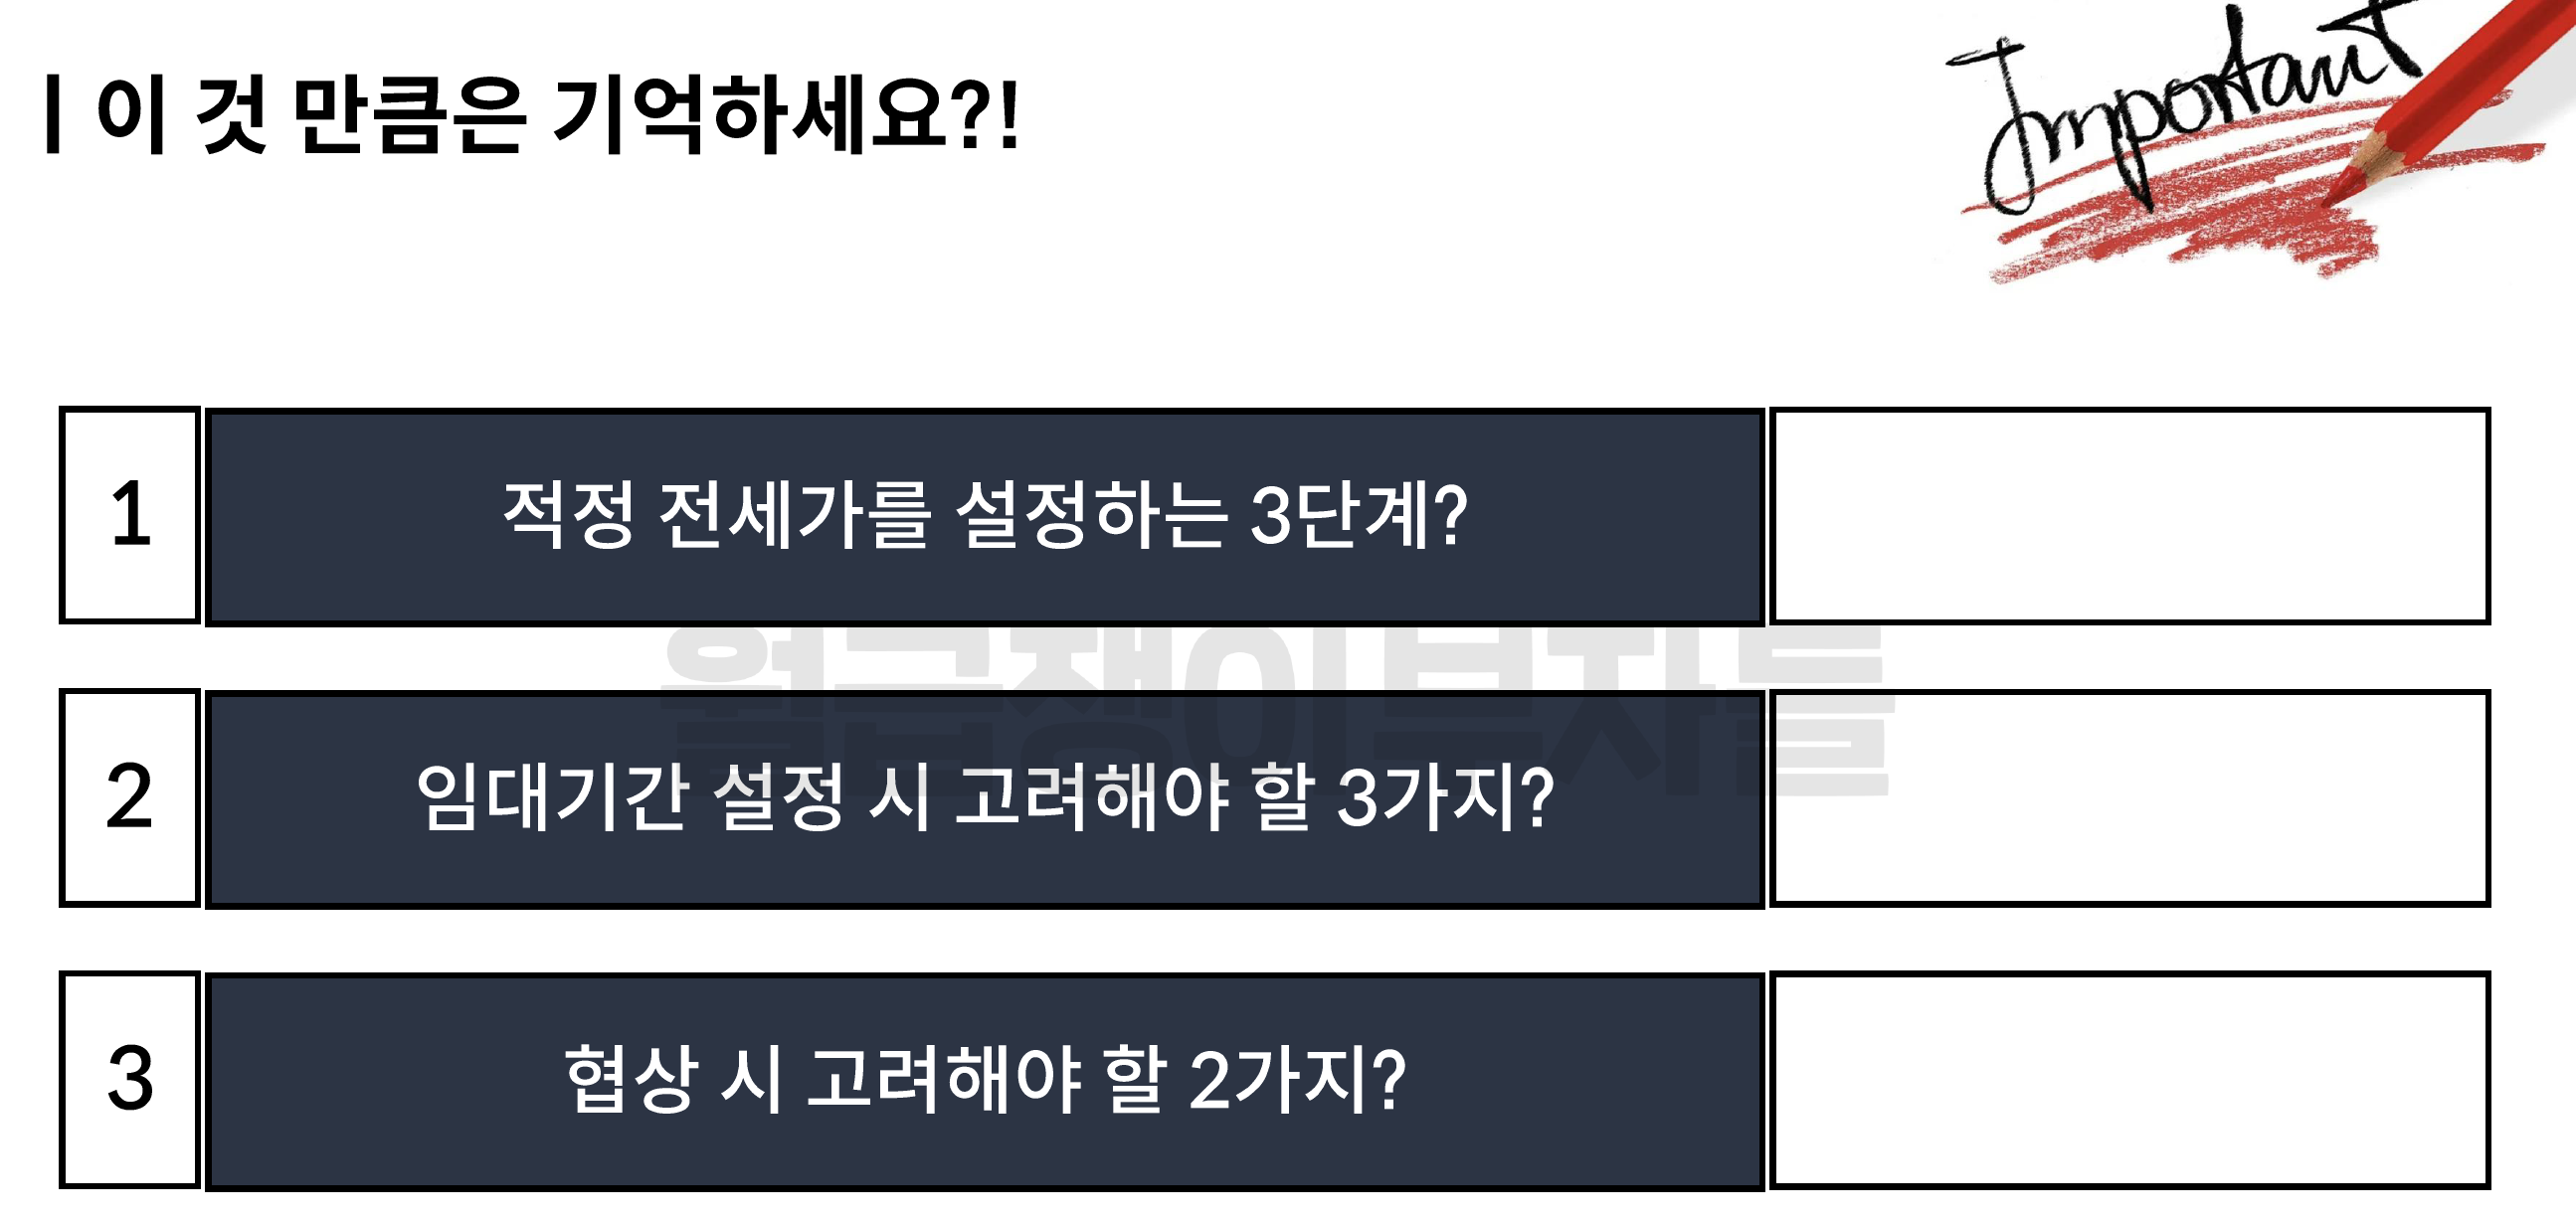 | 이 것 만큼은 기억하세요?!
Important
1 적정 전세가를 설정하는 3단계?
월급쟁이부자들
2 임대기간 설정 시 고려해야 할 3가지?
3 협상 시 고려해야 할 2가지?